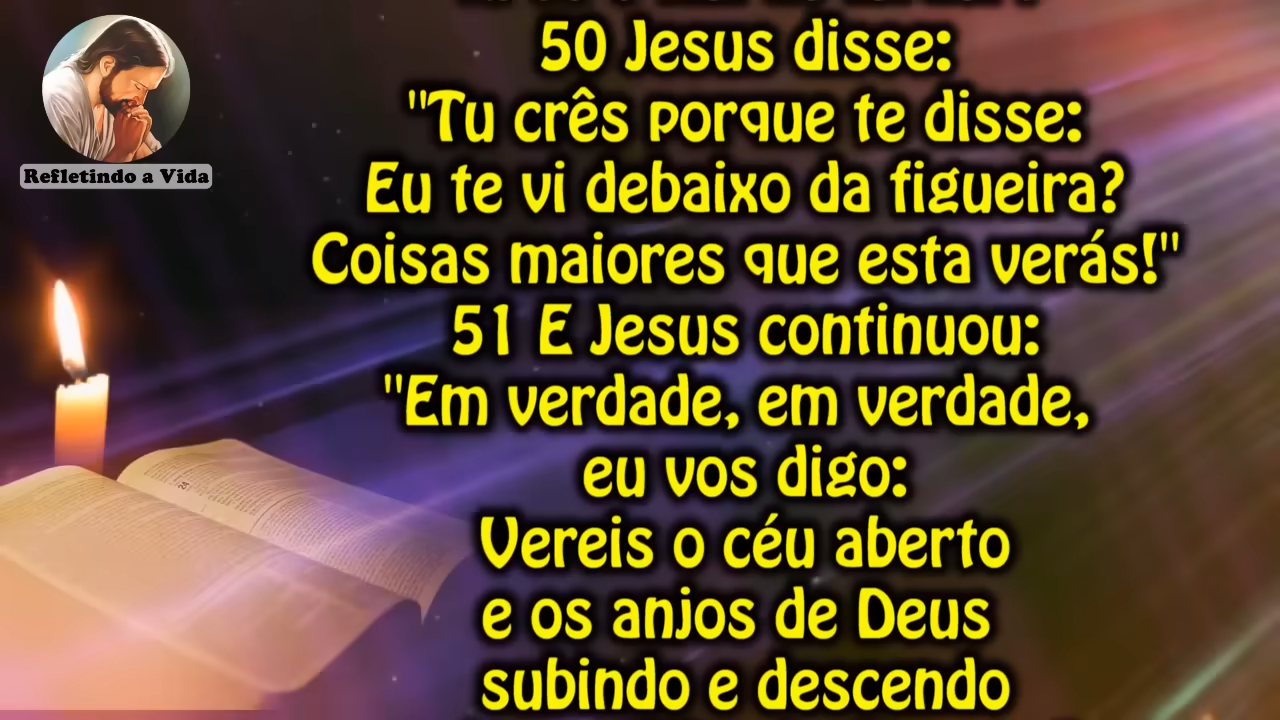 Refletindo a Vida
50 Jesus disse:
"Tu crês porque te disse:
Eu te vi debaixo da figueira?
Coisas maiores que esta verás!"
51 E Jesus continuou:
"Em verdade, em verdade,
eu vos digo:
Vereis o céu aberto
e os anjos de Deus
subindo e descendo